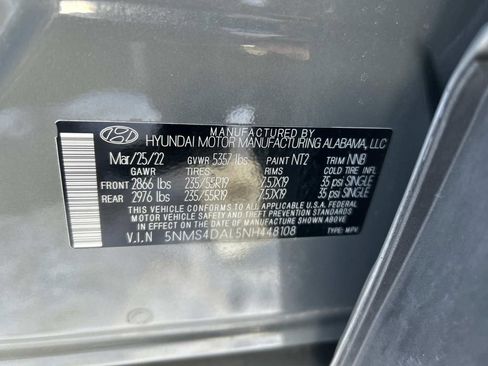 MANUFACTURED BY
HYUNDAI MOTOR MANUFACTURING ALABAMA, LLC
Mar/25/22 GVWR 5357 lbs PAINT NT2 TRIM NNB
GAWR TIRES RIMS COLD TIRE INFL
FRONT 2866 lbs 235/55R19 7.5JX19 35 psi SINGLE
REAR 2976 lbs 235/55R19 7.5JX19 35 psi SINGLE
THIS VEHICLE CONFORMS TO ALL APPLICABLE U.S.A. FEDERAL
MOTOR VEHICLE SAFETY AND THEFT PREVENTION STANDARDS
IN EFFECT ON THE DATE OF MANUFACTURE SHOWN ABOVE
V.I.N 5NMS4DAL5NH448108 TYPE: MPV